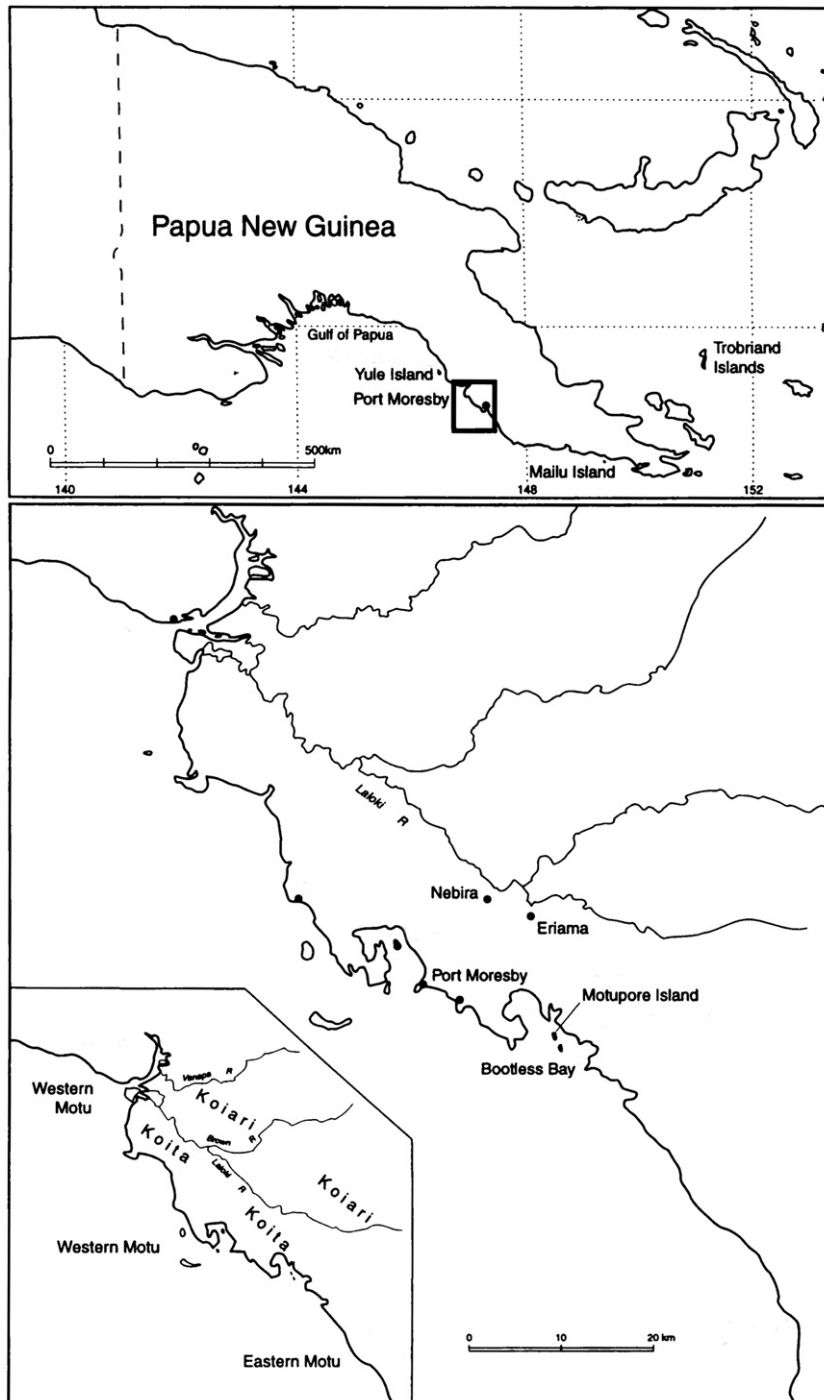 Papua New Guinea
Gulf of Papua
Yule Island
Port Moresby
Trobriand
Islands
Mailu Island
0
500km
140
144
148
152
8
Laloki R
Nebira
Eriama
Port Moresby
Motupore Island
Bootless Bay
Vanapa R
Western
Motu
Koiari
Brown R
Koita
Laloki R
Koiari
Koita
Western Motu
Eastern Motu
0
10
20 km